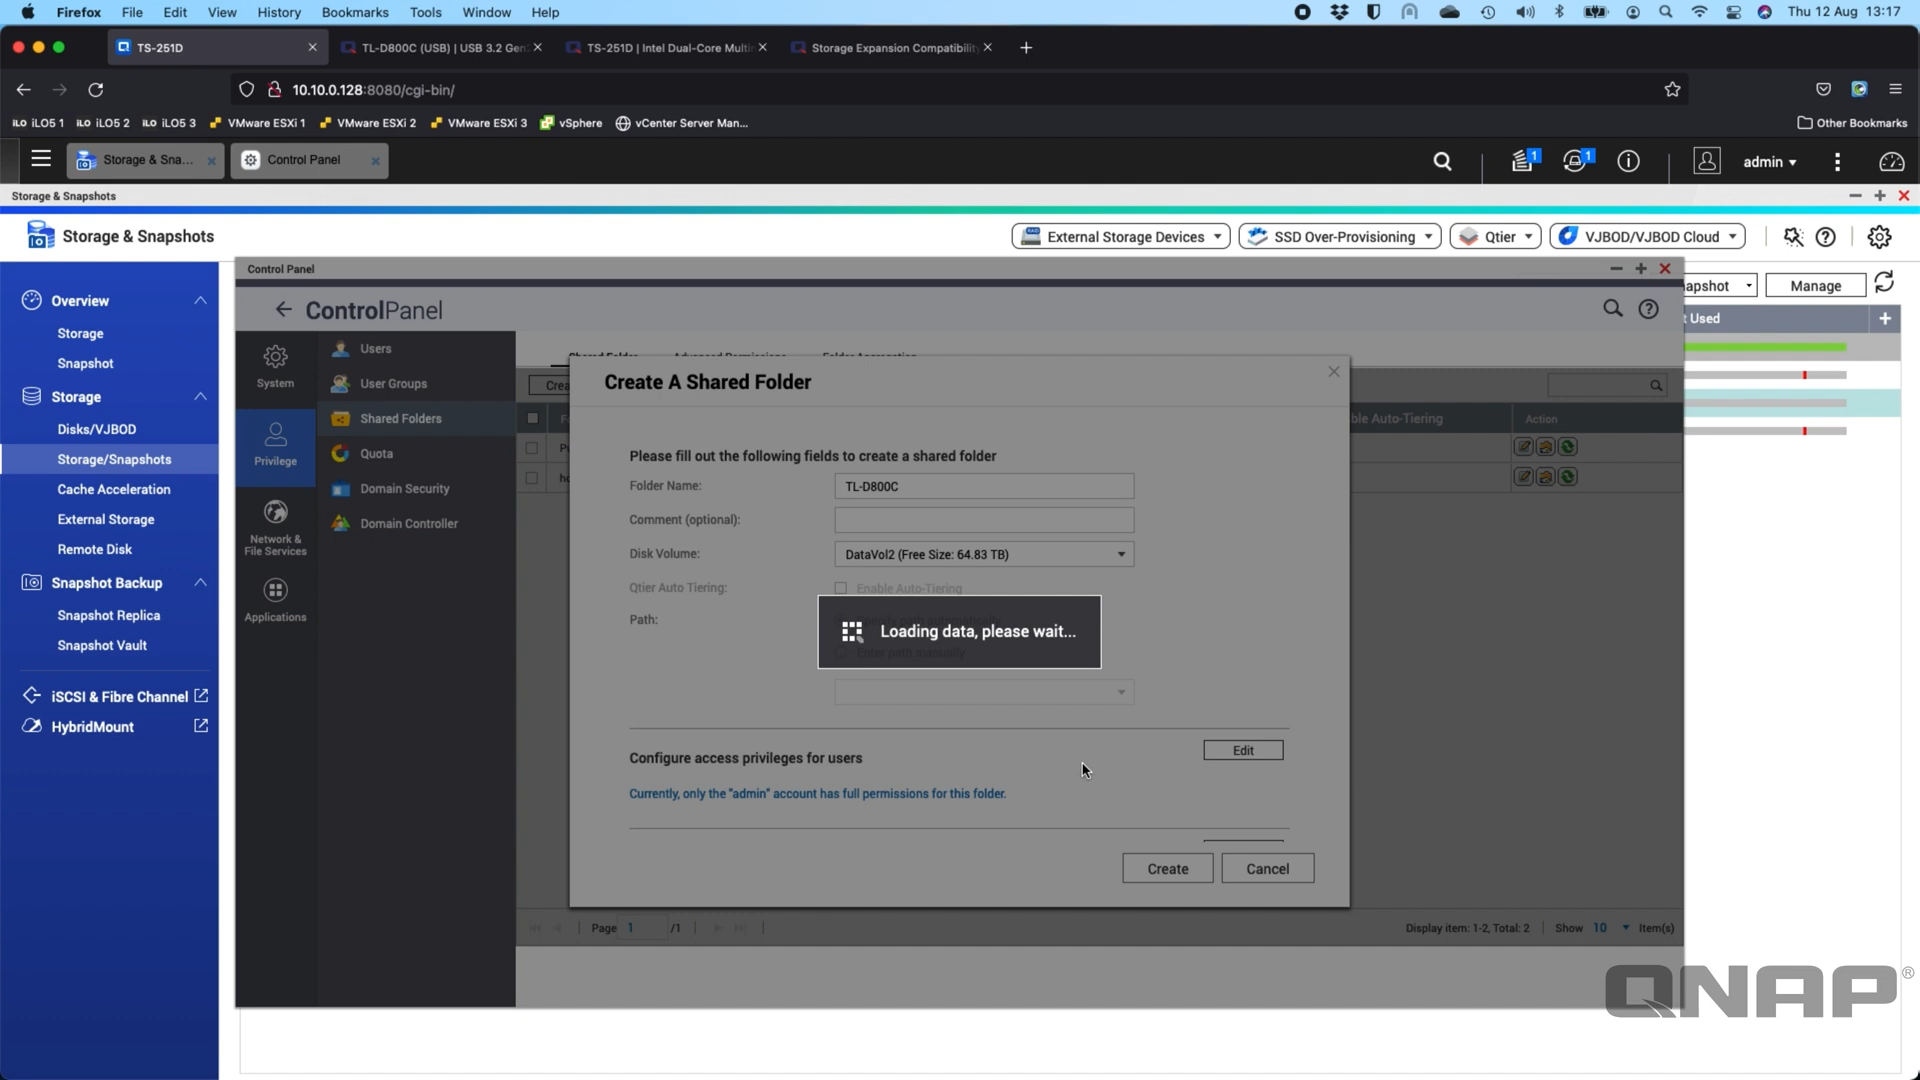 Firefox File Edit View History Bookmarks Tools Window Help Thu 12 Aug 13:17
TS-251D
TL-D800C (USB) | USB 3.2 Gen
TS-251D | Intel Dual-Core Multi
Storage Expansion Compatibilit
10.10.0.128:8080/cgi-bin/
iLO iLO5 1 iLO iLO5 2 iLO iLO5 3 VMware ESXi 1 VMware ESXi 2 VMware ESXi 3 vSphere vCenter Server Man... Other Bookmarks
Storage & Sna...
Control Panel
1
1
admin
Storage & Snapshots
Storage & Snapshots
External Storage Devices
SSD Over-Provisioning
Qtier
VJBOD/VJBOD Cloud
Overview
Storage
Snapshot
Storage
Disks/VJBOD
Storage/Snapshots
Cache Acceleration
External Storage
Remote Disk
Snapshot Backup
Snapshot Replica
Snapshot Vault
iSCSI & Fibre Channel
HybridMount
apshot
Manage
t Used
Control Panel
ControlPanel
System
Privilege
Network &
File Services
Applications
Users
User Groups
Shared Folders
Quota
Domain Security
Domain Controller
Shared Folder
Advanced Permissions
Folder Aggregation
Crea
ble Auto-Tiering
Action
Create A Shared Folder
Please fill out the following fields to create a shared folder
Folder Name: TL-D800C
Comment (optional):
Disk Volume: DataVol2 (Free Size: 64.83 TB)
Qtier Auto Tiering: Enable Auto-Tiering
Path:
Loading data, please wait...
Enter path manually
Configure access privileges for users
Edit
Currently, only the "admin" account has full permissions for this folder.
Create
Cancel
Page 1 /1
Display item: 1-2, Total: 2 Show 10 Item(s)
QNAP®